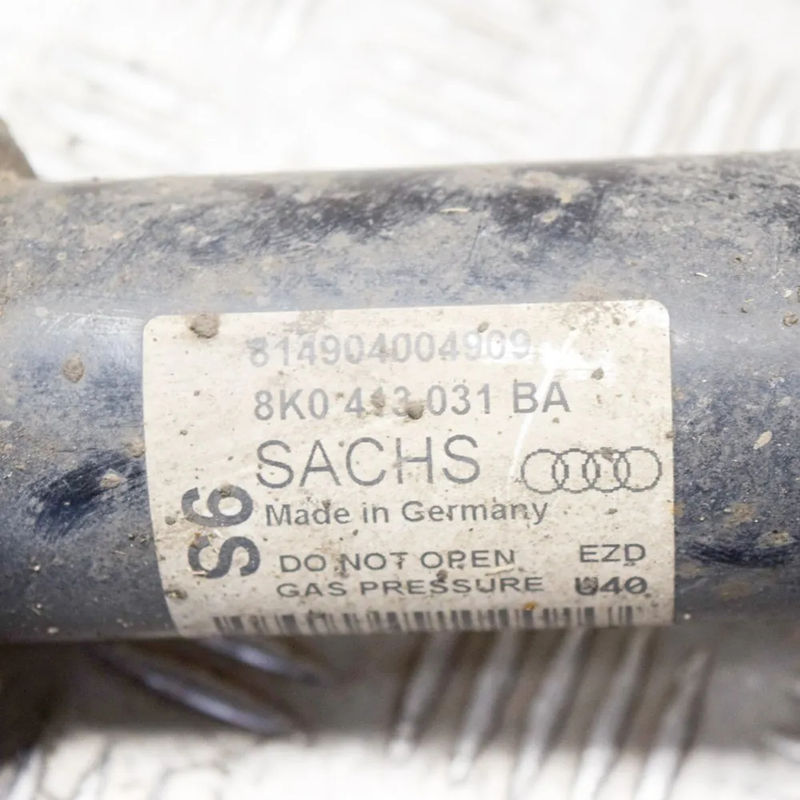 814904004909
8K0 413 031 BA
SACHS
S6
Made in Germany
DO NOT OPEN EZD
GAS PRESSURE U40